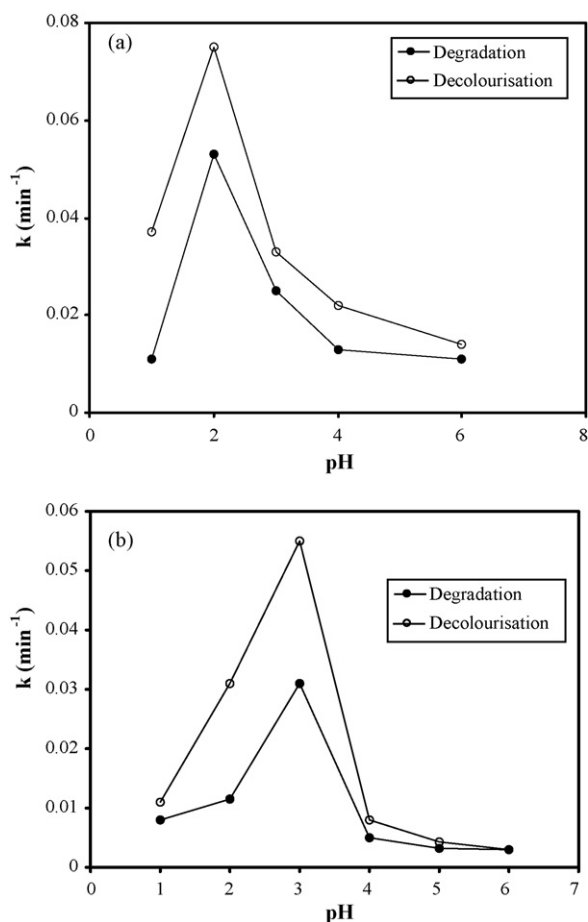 (a)
Degradation
Decolourisation
0.08
0.06
0.04
0.02
0
k (min⁻¹)
0 2 4 6 8
pH
(b)
Degradation
Decolourisation
0.06
0.05
0.04
0.03
0.02
0.01
0
k (min⁻¹)
0 1 2 3 4 5 6 7
pH